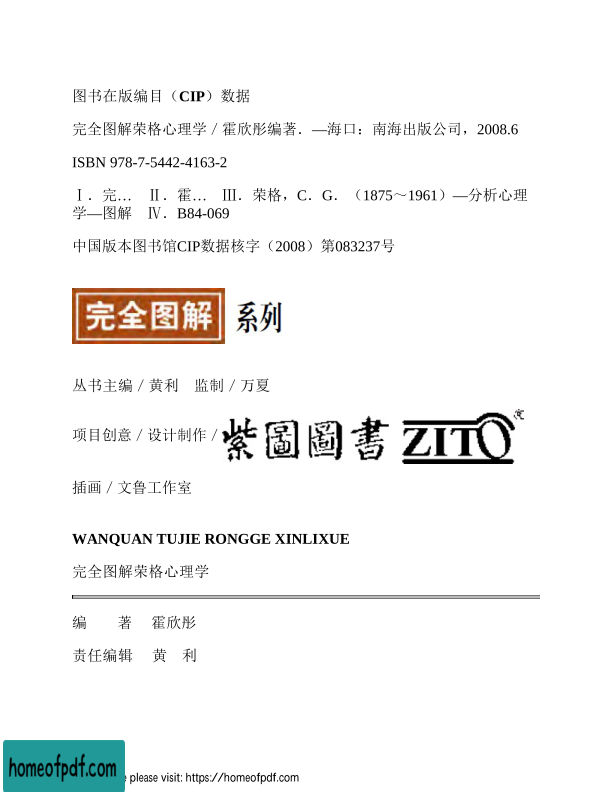 图书在版编目（CIP）数据
完全图解荣格心理学／霍欣彤编著．—海口：南海出版公司，2008.6
ISBN 978-7-5442-4163-2
Ⅰ．完… Ⅱ．霍… Ⅲ．荣格，C．G．（1875～1961）—分析心理
学—图解 Ⅳ．B84-069
中国版本图书馆CIP数据核字（2008）第083237号
完全图解 系列
丛书主编／黄利 监制／万夏
项目创意／设计制作／紫圖圖書 ZITO
插画／文鲁工作室
WANQUAN TUJIE RONGGE XINLIXUE
完全图解荣格心理学
编 著 霍欣彤
责任编辑 黄 利
homeofpdf.com
please visit: https://homeofpdf.com